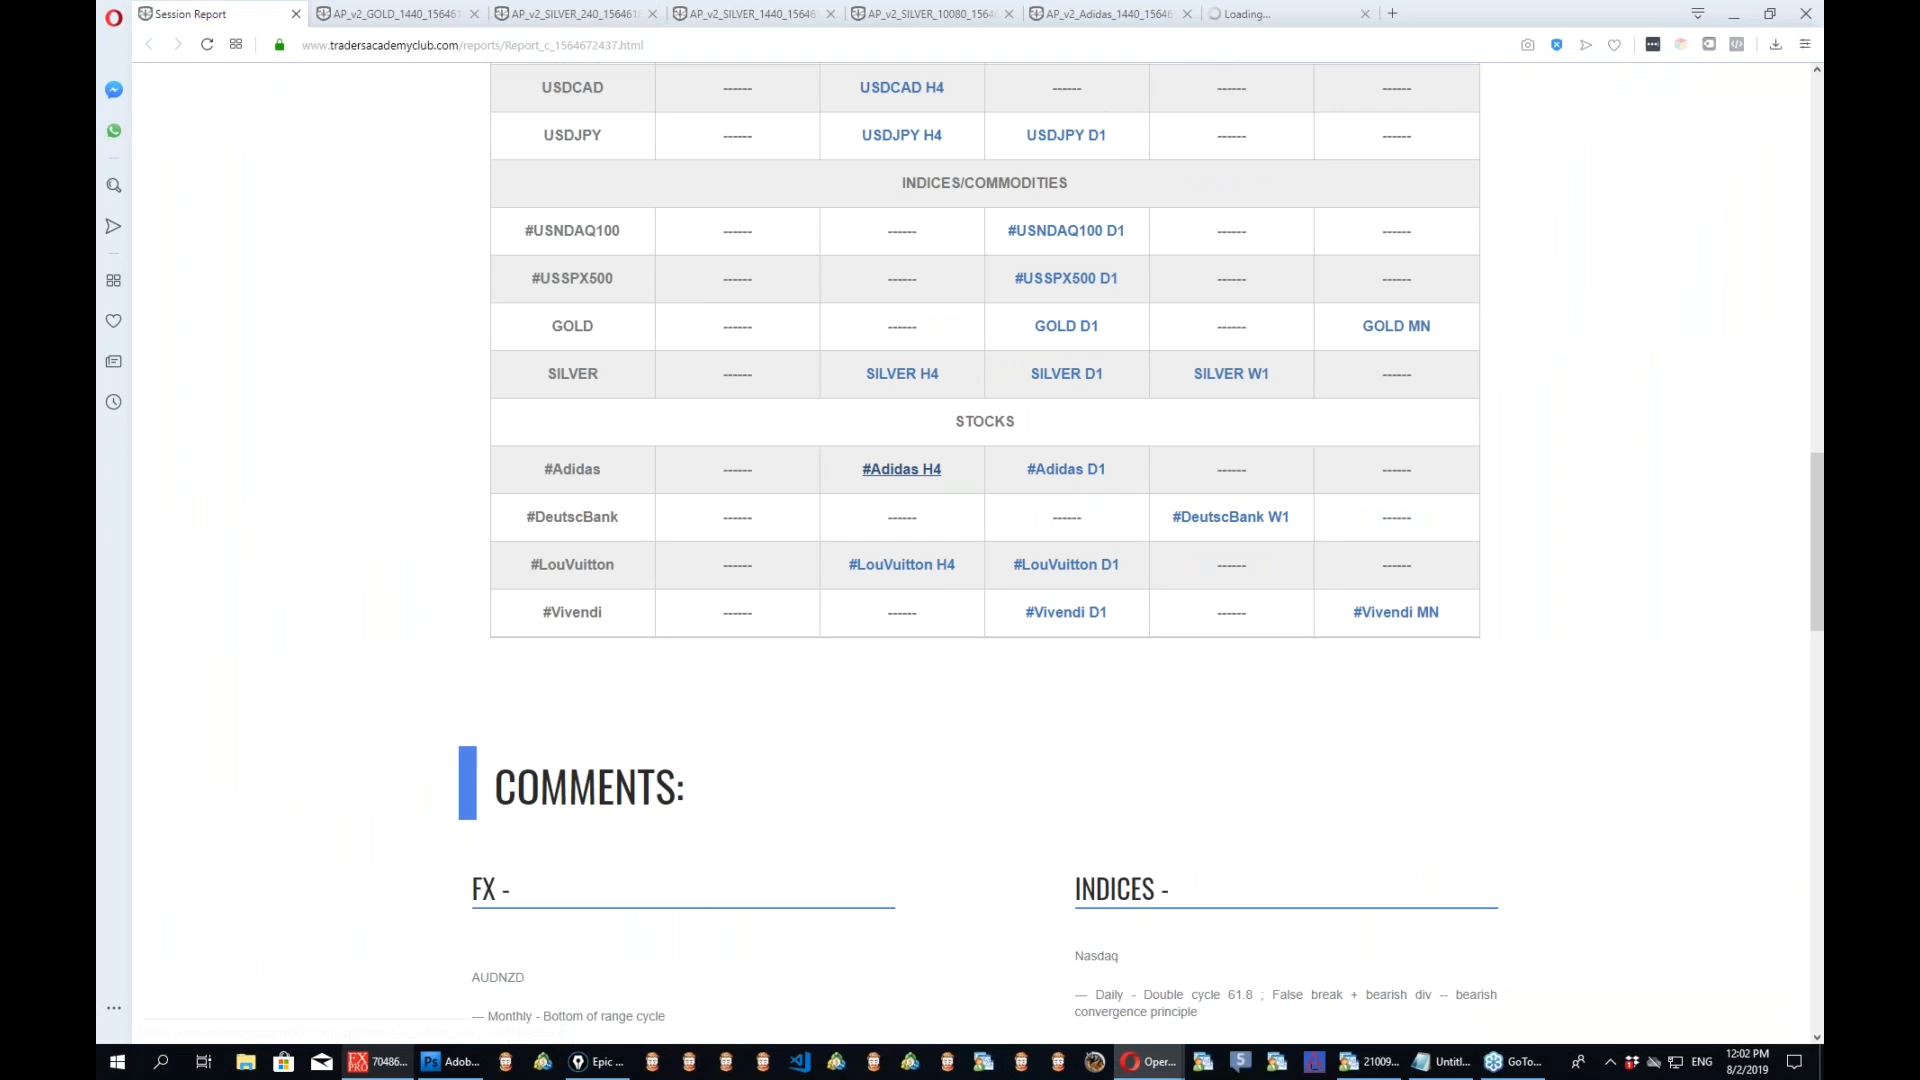 Session Report
AP_v2_GOLD_1440_15646
AP_v2_SILVER_240_15646
AP_v2_SILVER_1440_15646
AP_v2_SILVER_10080_1564
AP_v2_Adidas_1440_15646
Loading...
www.tradersacademyclub.com/reports/Report_c_1564672437.html
USDCAD ------ USDCAD H4 ------ ------ ------
USDJPY ------ USDJPY H4 USDJPY D1 ------ ------
INDICES/COMMODITIES
#USNDAQ100 ------ ------ #USNDAQ100 D1 ------ ------
#USSPX500 ------ ------ #USSPX500 D1 ------ ------
GOLD ------ ------ GOLD D1 ------ GOLD MN
SILVER ------ SILVER H4 SILVER D1 SILVER W1 ------
STOCKS
#Adidas ------ #Adidas H4 #Adidas D1 ------ ------
#DeutscBank ------ ------ ------ #DeutscBank W1 ------
#LouVuitton ------ #LouVuitton H4 #LouVuitton D1 ------ ------
#Vivendi ------ ------ #Vivendi D1 ------ #Vivendi MN
COMMENTS:
FX -
AUDNZD
--- Monthly - Bottom of range cycle
INDICES -
Nasdaq
--- Daily - Double cycle 61.8 ; False break + bearish div -- bearish
convergence principle
70486...
Adob...
Epic ...
Oper...
21009...
Untitl...
GoTo...
ENG
12:02 PM
8/2/2019